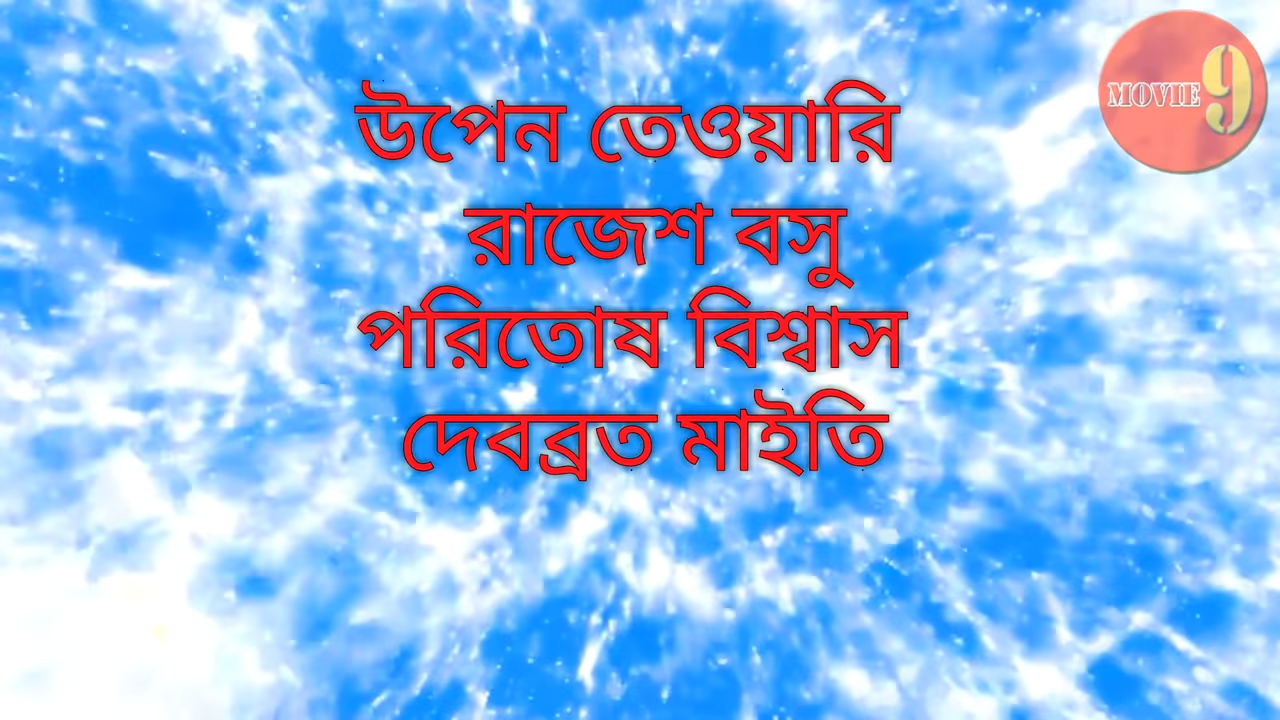 উপেন তেওয়ারি
রাজেশ বসু
পরিতোষ বিশ্বাস
দেবব্রত মাইতি
MOVIE 9